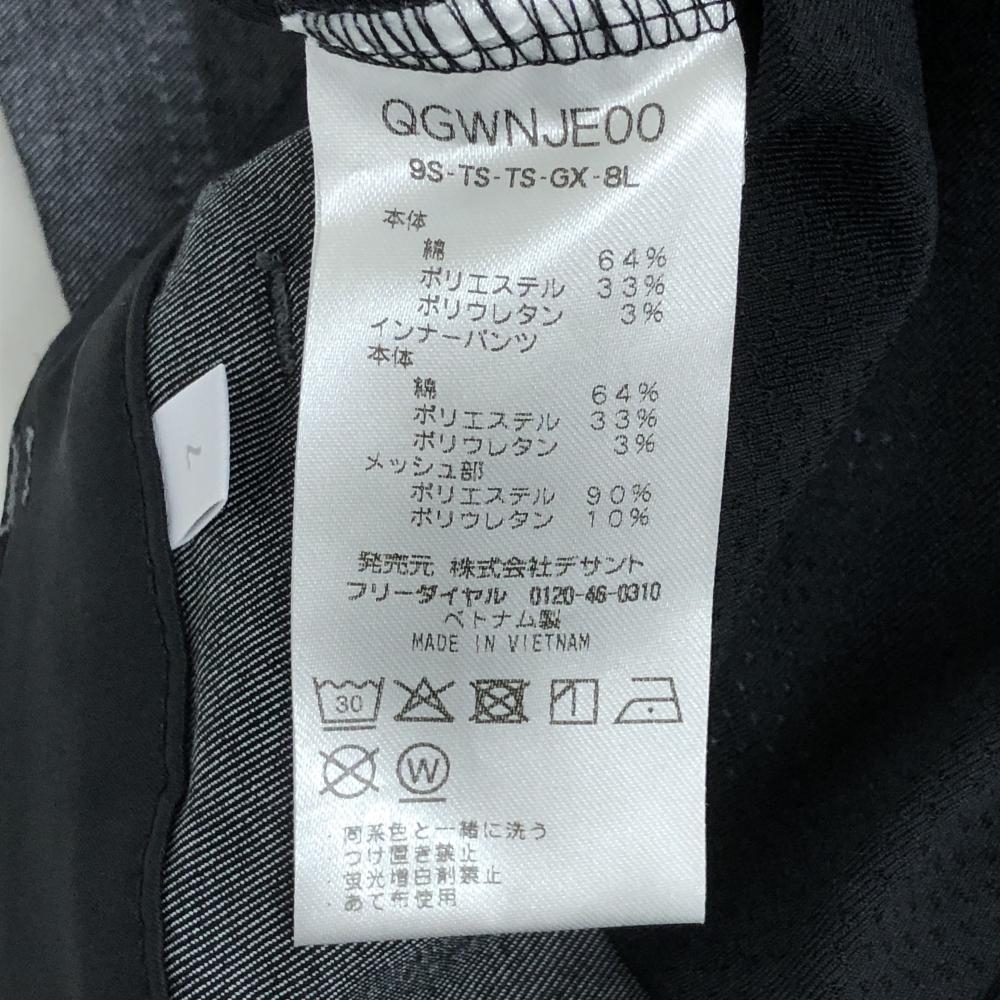 QGWNJE00
9S-TS-TS-GX-8L
本体
綿 64%
ポリエステル 33%
ポリウレタン 3%
インナーパンツ
本体
綿 64%
ポリエステル 33%
ポリウレタン 3%
メッシュ部
ポリエステル 90%
ポリウレタン 10%
発売元 株式会社デサント
フリーダイヤル 0120-46-0310
ベトナム製
MADE IN VIETNAM
30
W
・同系色と一緒に洗う
・つけ置き禁止
・蛍光増白剤禁止
・あて布使用
L